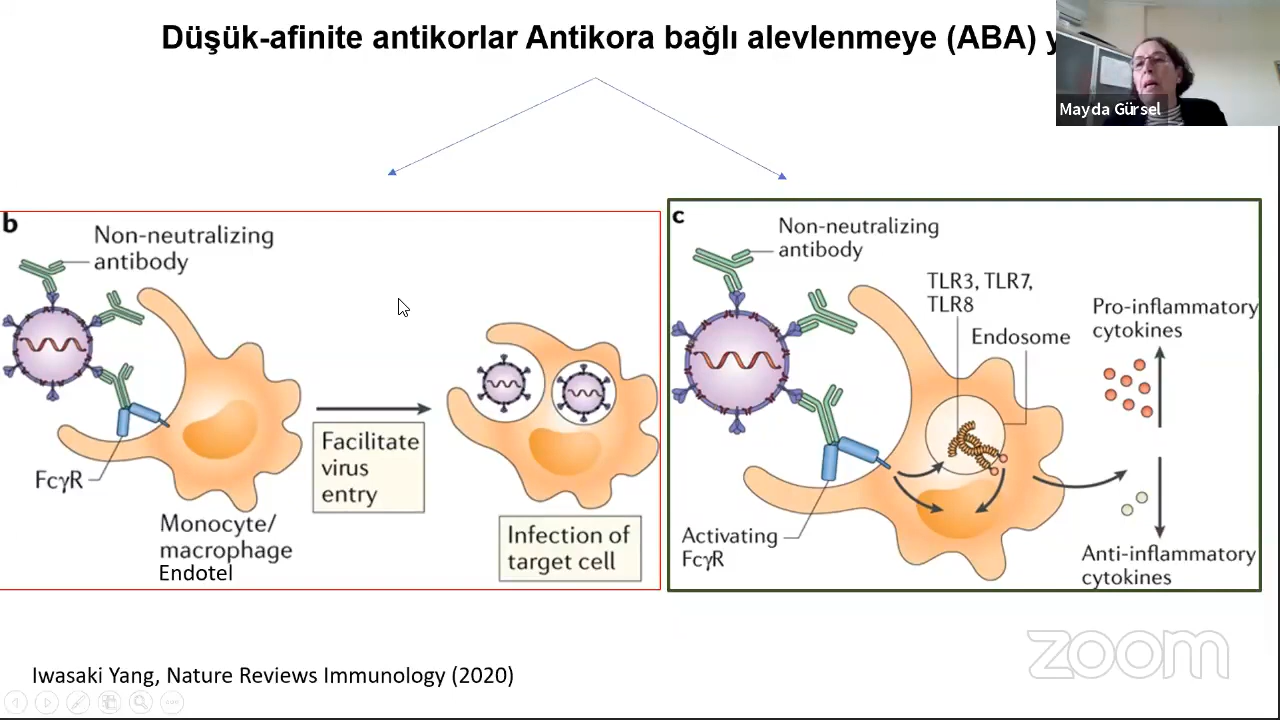 Düşük-afinite antikorlar Antikora bağlı alevlenmeye (ABA)
Mayda Gürsel
b
Non-neutralizing
antibody
FcγR
Monocyte/
macrophage
Endotel
Facilitate
virus
entry
Infection of
target cell
c
Non-neutralizing
antibody
TLR3, TLR7,
TLR8
Endosome
Pro-inflammatory
cytokines
Activating
FcγR
Anti-inflammatory
cytokines
Iwasaki Yang, Nature Reviews Immunology (2020)
zoom